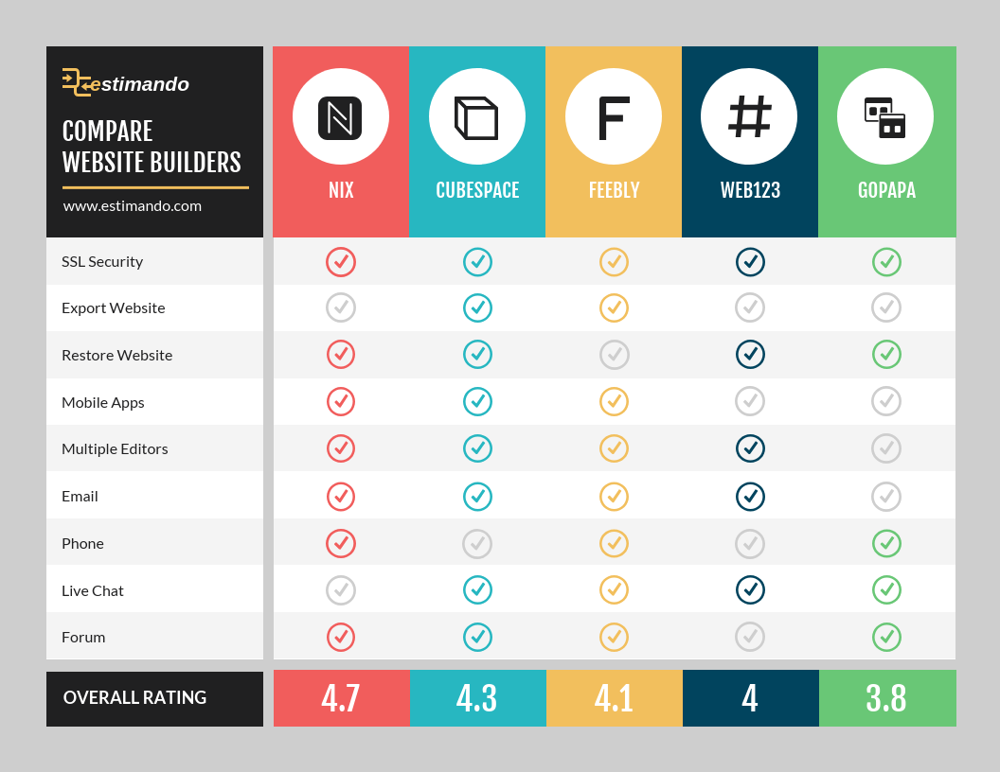 estimando
COMPARE
WEBSITE BUILDERS
www.estimando.com
N
F
#
NIX CUBESPACE FEEBLY WEB123 GOPAPA
SSL Security
Export Website
Restore Website
Mobile Apps
Multiple Editors
Email
Phone
Live Chat
Forum
OVERALL RATING 4.7 4.3 4.1 4 3.8